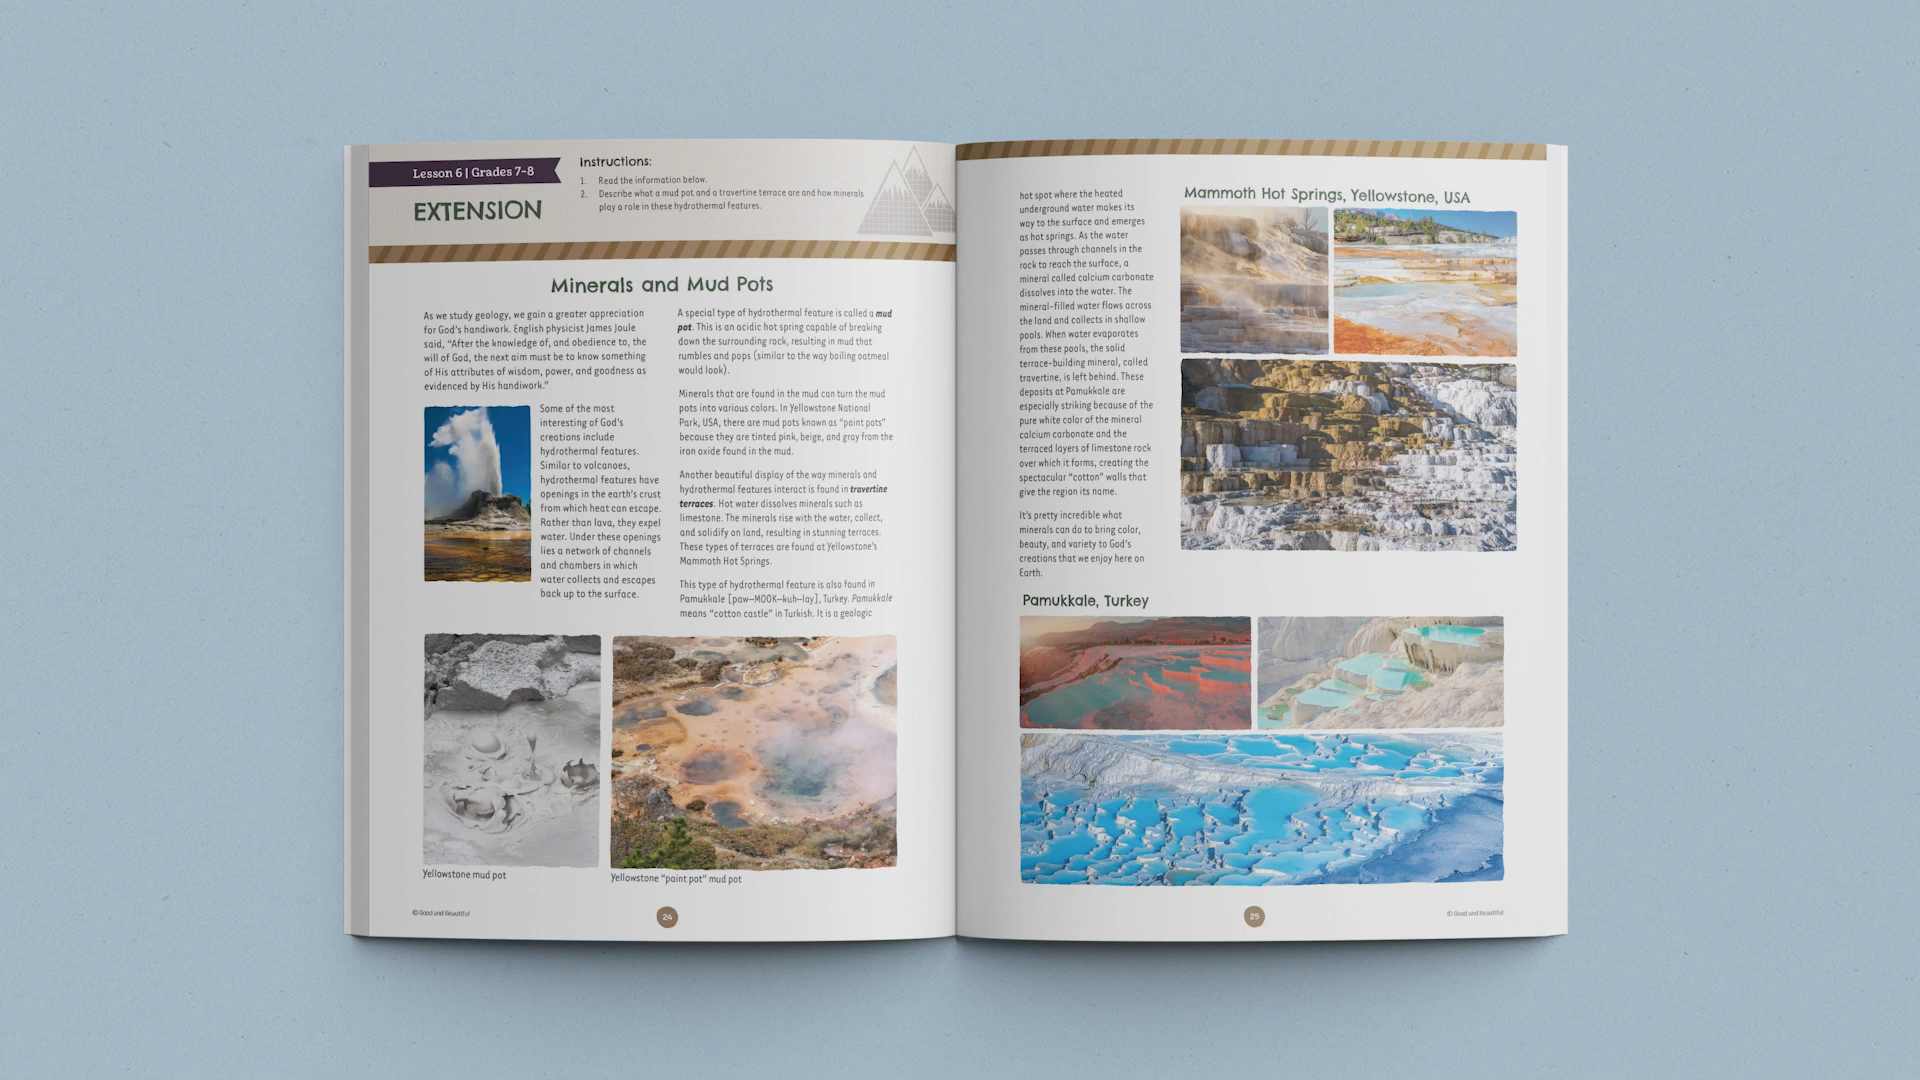 Lesson 6 | Grades 7–8
EXTENSION
Instructions:
1. Read the information below.
2. Describe what a mud pot and a travertine terrace are and how minerals
play a role in these hydrothermal features.
Minerals and Mud Pots
As we study geology, we gain a greater appreciation
for God's handiwork. English physicist James Joule
said, “After the knowledge of, and obedience to, the
will of God, the next aim must be to know something
of His attributes of wisdom, power, and goodness as
evidenced by His handiwork.”
Some of the most
interesting of God's
creations include
hydrothermal features.
Similar to volcanoes,
hydrothermal features have
openings in the earth's crust
from which heat can escape.
Rather than lava, they expel
water. Under these openings
lies a network of channels
and chambers in which
water collects and escapes
back up to the surface.
A special type of hydrothermal feature is called a mud
pot. This is an acidic hot spring capable of breaking
down the surrounding rock, resulting in mud that
rumbles and pops (similar to the way boiling oatmeal
would look).
Minerals that are found in the mud can turn the mud
pots into various colors. In Yellowstone National
Park, USA, there are mud pots known as “paint pots”
because they are tinted pink, beige, and gray from the
iron oxide found in the mud.
Another beautiful display of the way minerals and
hydrothermal features interact is found in travertine
terraces. Hot water dissolves minerals such as
limestone. The minerals rise with the water, collect,
and solidify on land, resulting in stunning terraces.
These types of terraces are found at Yellowstone's
Mammoth Hot Springs.
This type of hydrothermal feature is also found in
Pamukkale [paw—MOOK—kuh—lay], Turkey. Pamukkale
means “cotton castle” in Turkish. It is a geologic
Yellowstone mud pot
Yellowstone “paint pot” mud pot
© Good and Beautiful
24
hot spot where the heated
underground water makes its
way to the surface and emerges
as hot springs. As the water
passes through channels in the
rock to reach the surface, a
mineral called calcium carbonate
dissolves into the water. The
mineral-filled water flows across
the land and collects in shallow
pools. When water evaporates
from these pools, the solid
terrace-building mineral, called
travertine, is left behind. These
deposits at Pamukkale are
especially striking because of the
pure white color of the mineral
calcium carbonate and the
terraced layers of limestone rock
over which it forms, creating the
spectacular “cotton” walls that
give the region its name.
It's pretty incredible what
minerals can do to bring color,
beauty, and variety to God's
creations that we enjoy here on
Earth.
Mammoth Hot Springs, Yellowstone, USA
Pamukkale, Turkey
25
© Good and Beautiful